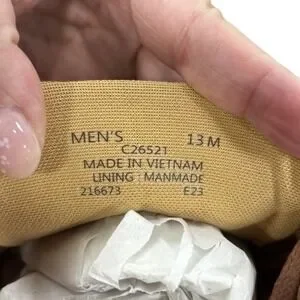 MEN'S 13 M
C26521
MADE IN VIETNAM
LINING : MANMADE
216673 E23